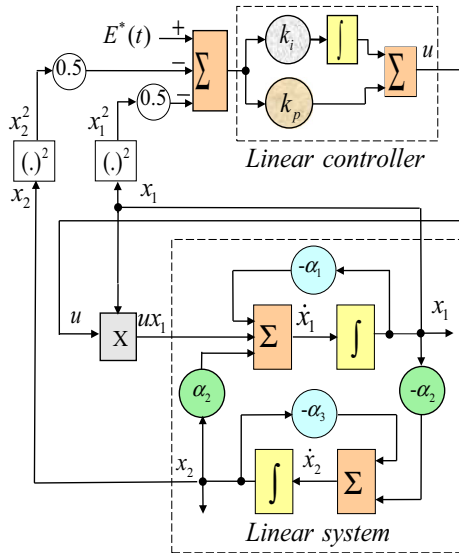 E*(t)
+
−
−
Σ
k_i
∫
k_p
Σ
u
Linear controller
0.5
0.5
x_2^2
x_1^2
(.)^2
(.)^2
x_2
x_1
-α_1
x_1
u
X
ux_1
Σ
ẋ_1
∫
α_2
-α_2
-α_3
x_2
∫
ẋ_2
Σ
Linear system